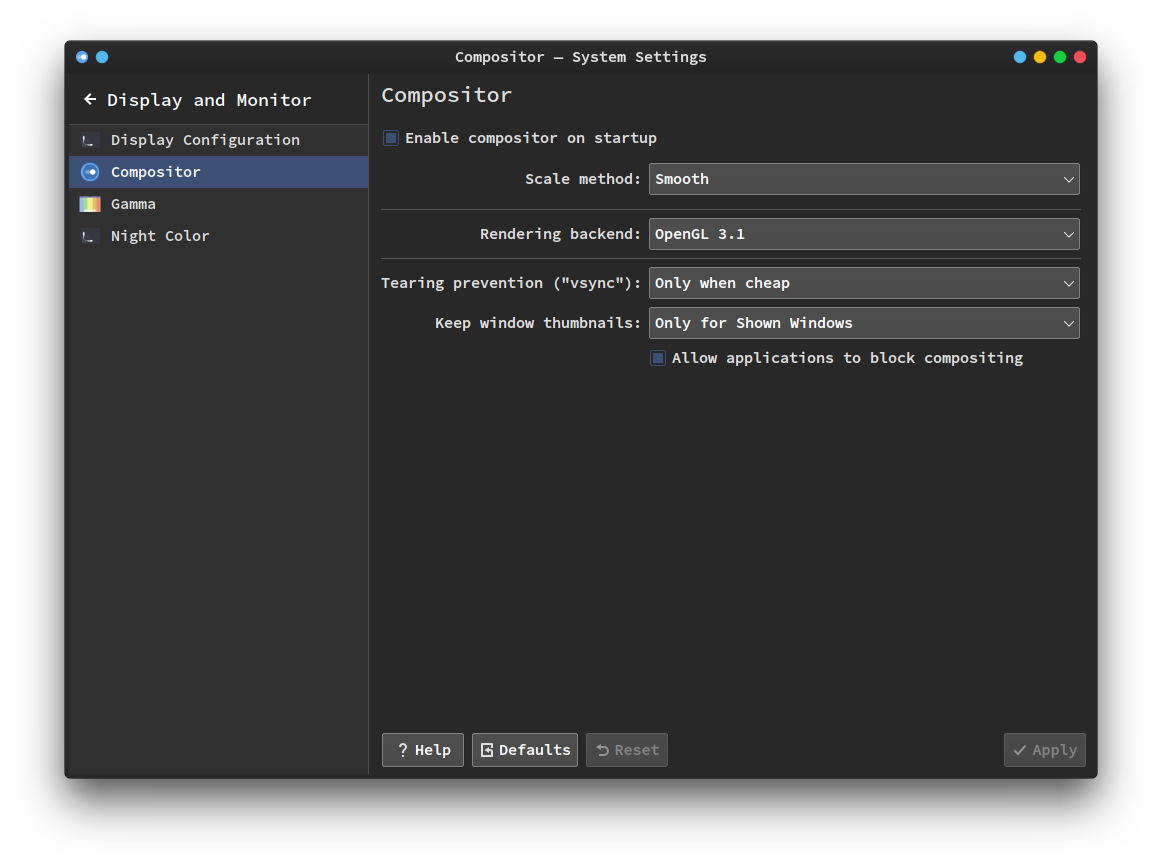 Compositor — System Settings
Display and Monitor
Display Configuration
Compositor
Gamma
Night Color
Compositor
Enable compositor on startup
Scale method: Smooth
Rendering backend: OpenGL 3.1
Tearing prevention ("vsync"): Only when cheap
Keep window thumbnails: Only for Shown Windows
Allow applications to block compositing
? Help Defaults Reset Apply